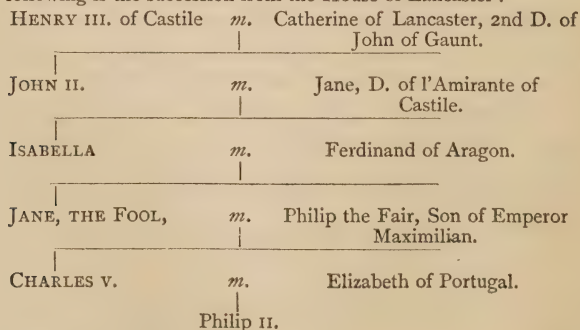 HENRY III. of Castile m. Catherine of Lancaster, 2nd D. of
John of Gaunt.
JOHN II. m. Jane, D. of l'Amirante of
Castile.
ISABELLA m. Ferdinand of Aragon.
JANE, THE FOOL, m. Philip the Fair, Son of Emperor
Maximilian.
CHARLES V. m. Elizabeth of Portugal.
Philip II.